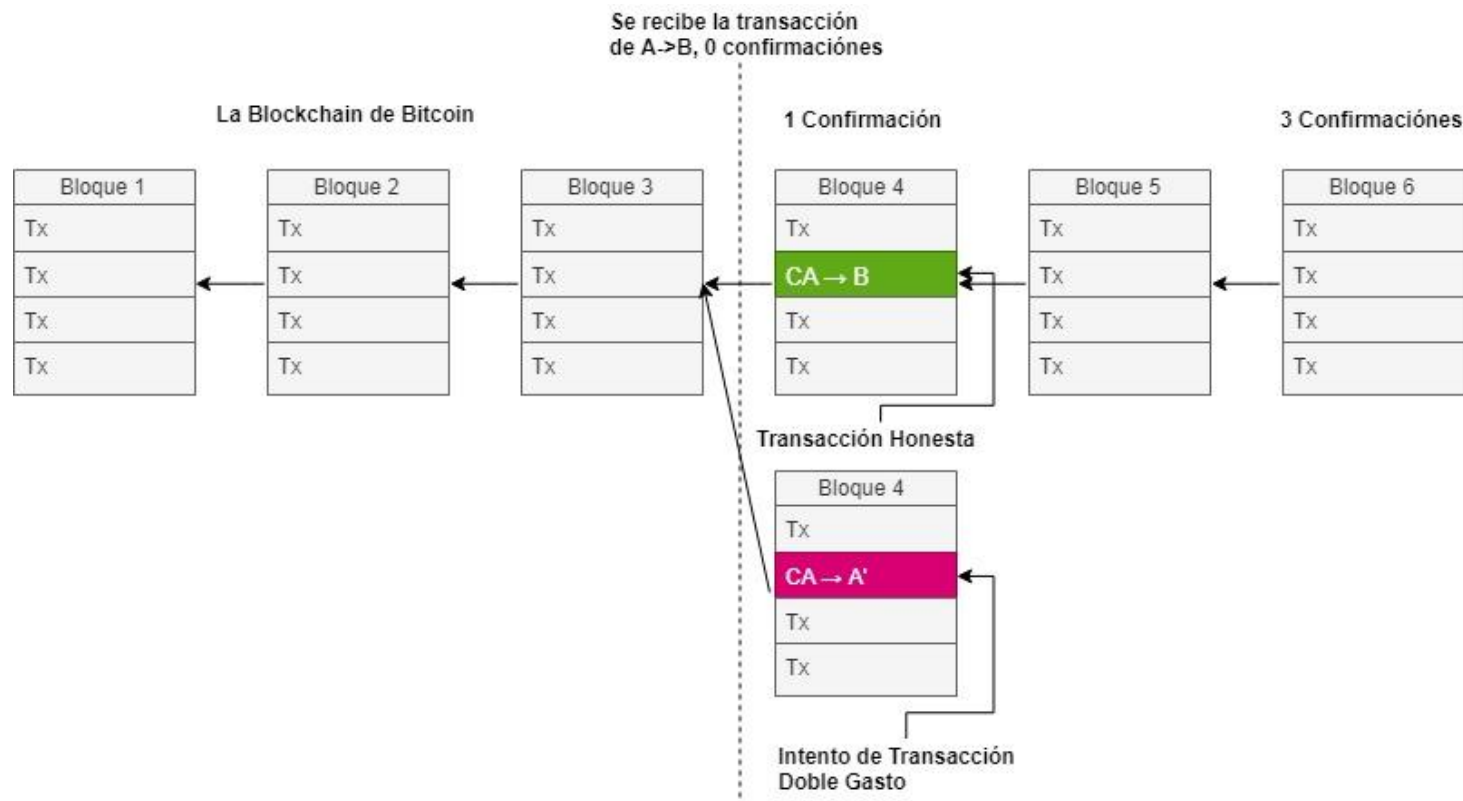 Se recibe la transacción
de A->B, 0 confirmaciónes
La Blockchain de Bitcoin
1 Confirmación
3 Confirmaciónes
Bloque 1
Tx
Tx
Tx
Tx
Bloque 2
Tx
Tx
Tx
Tx
Bloque 3
Tx
Tx
Tx
Tx
Bloque 4
Tx
CA → B
Tx
Tx
Bloque 5
Tx
Tx
Tx
Tx
Bloque 6
Tx
Tx
Tx
Tx
Transacción Honesta
Bloque 4
Tx
CA → A'
Tx
Tx
Intento de Transacción
Doble Gasto